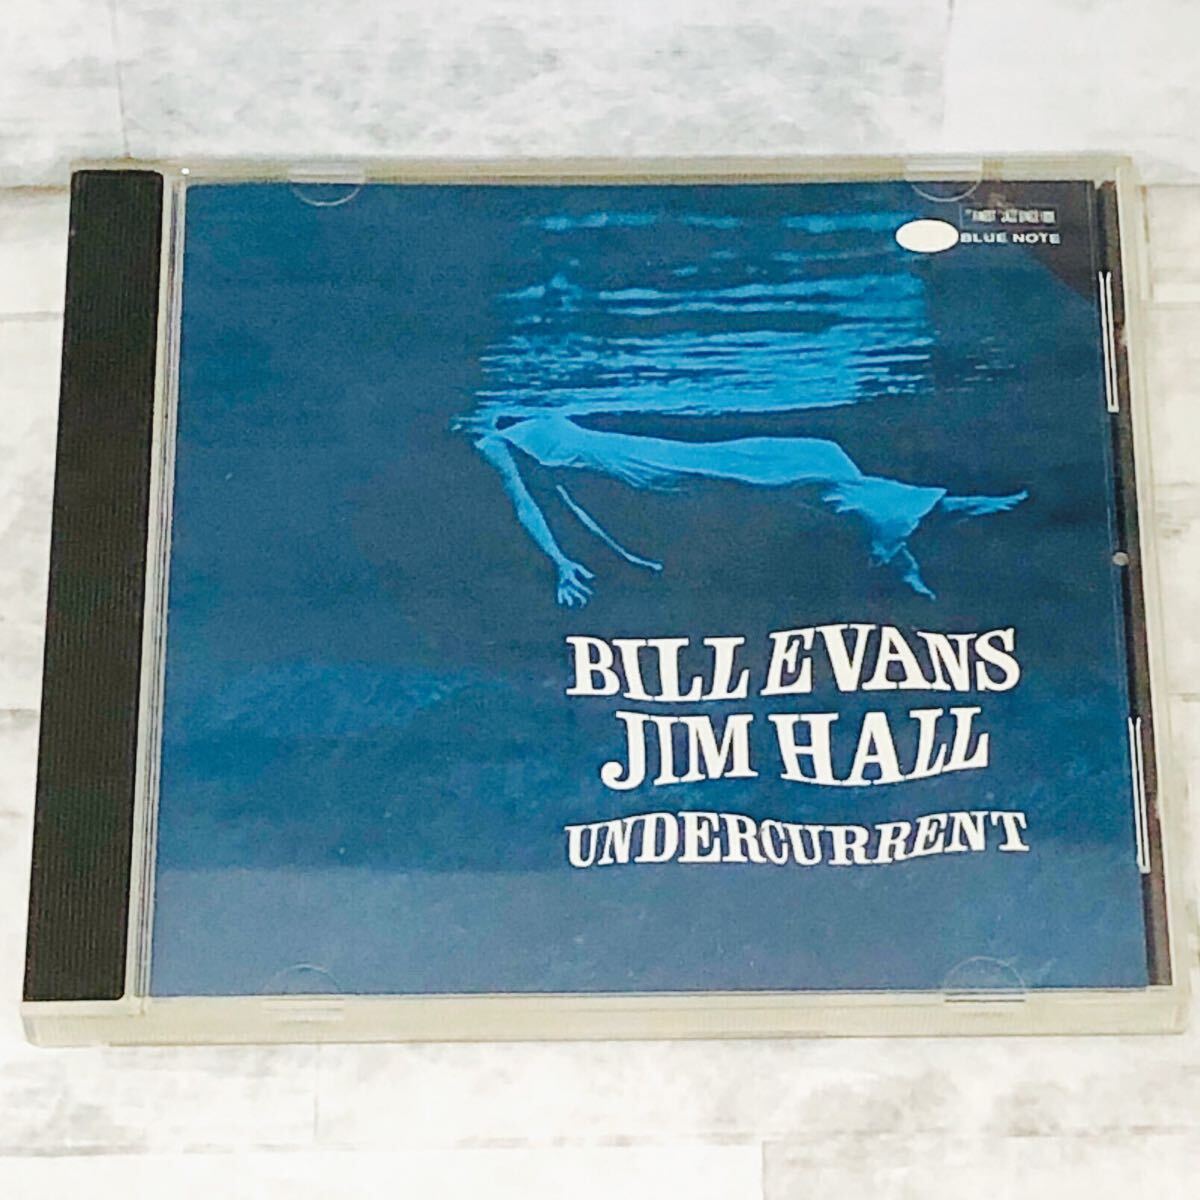 BLUE NOTE
BILL EVANS
JIM HALL
UNDERCURRENT